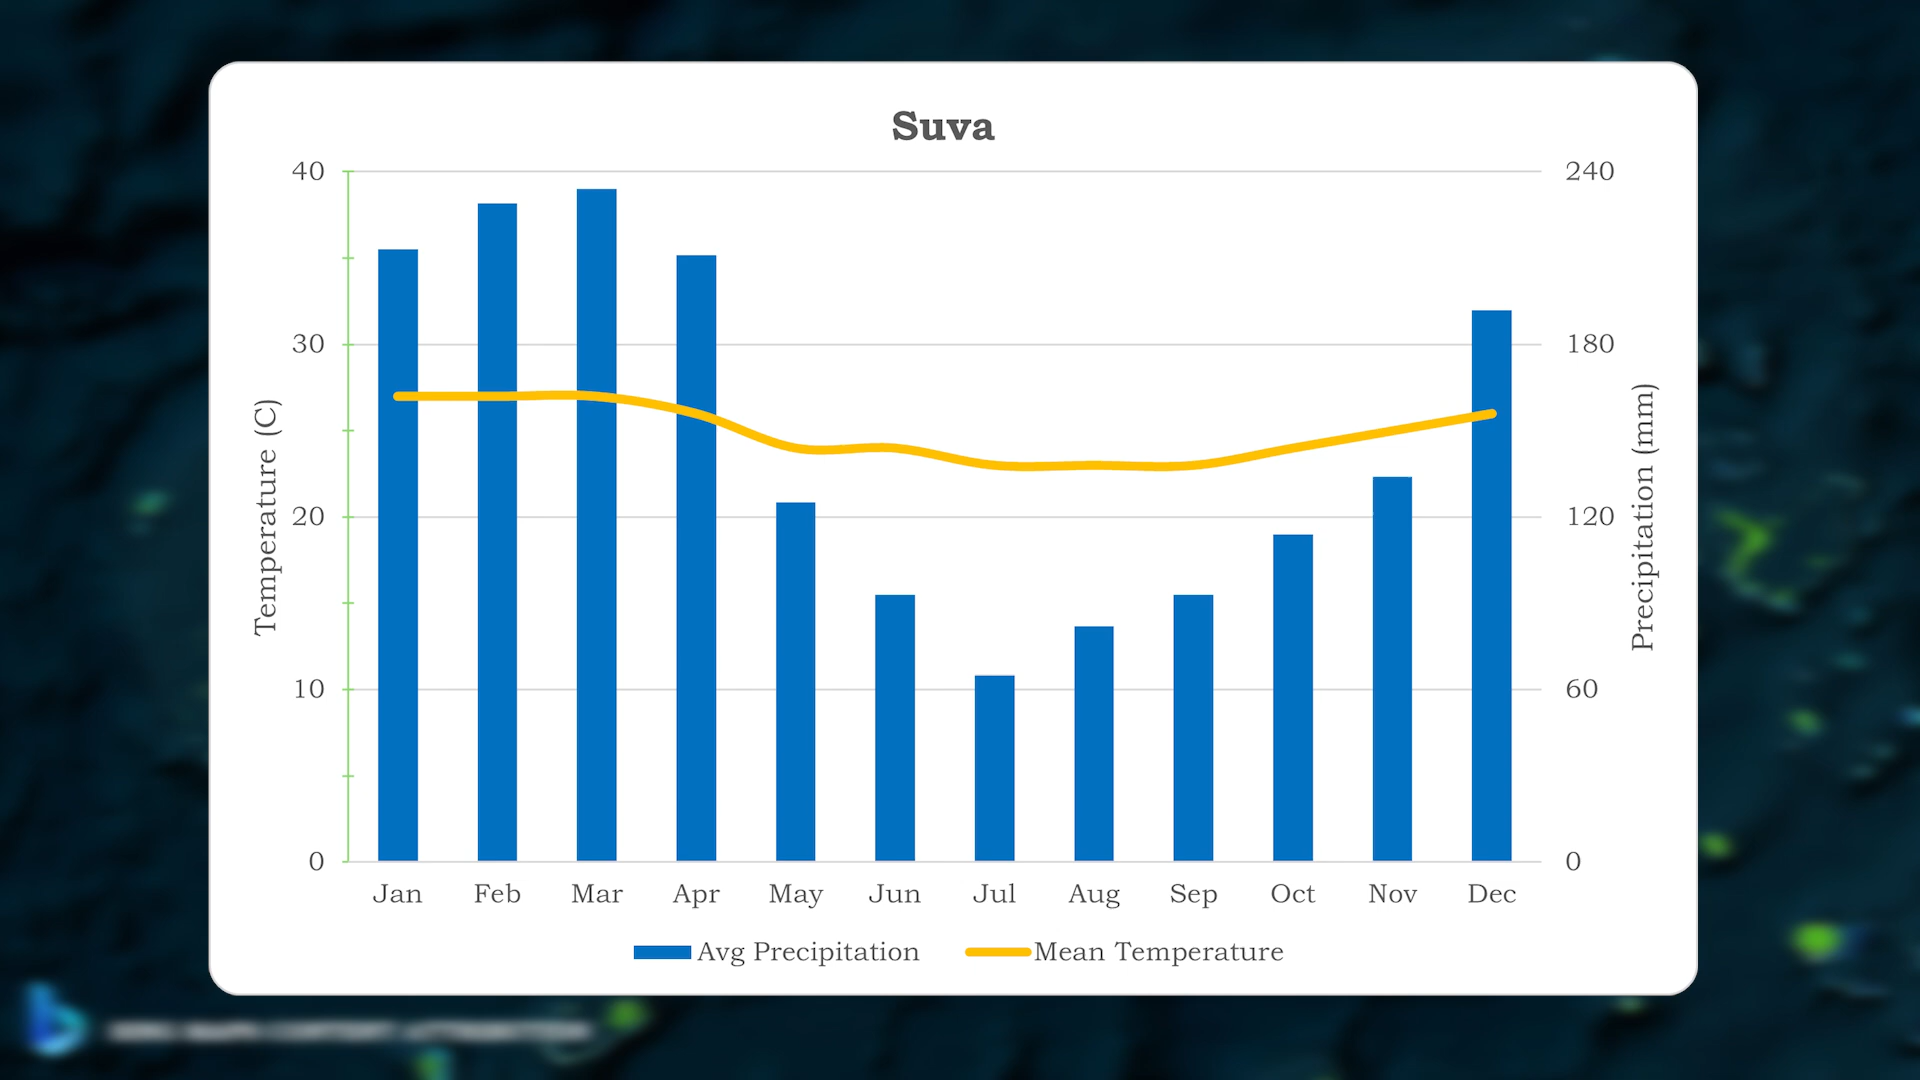 Suva
40
240
30
180
Temperature (C)
Precipitation (mm)
20
120
10
60
0
0
Jan Feb Mar Apr May Jun Jul Aug Sep Oct Nov Dec
Avg Precipitation Mean Temperature